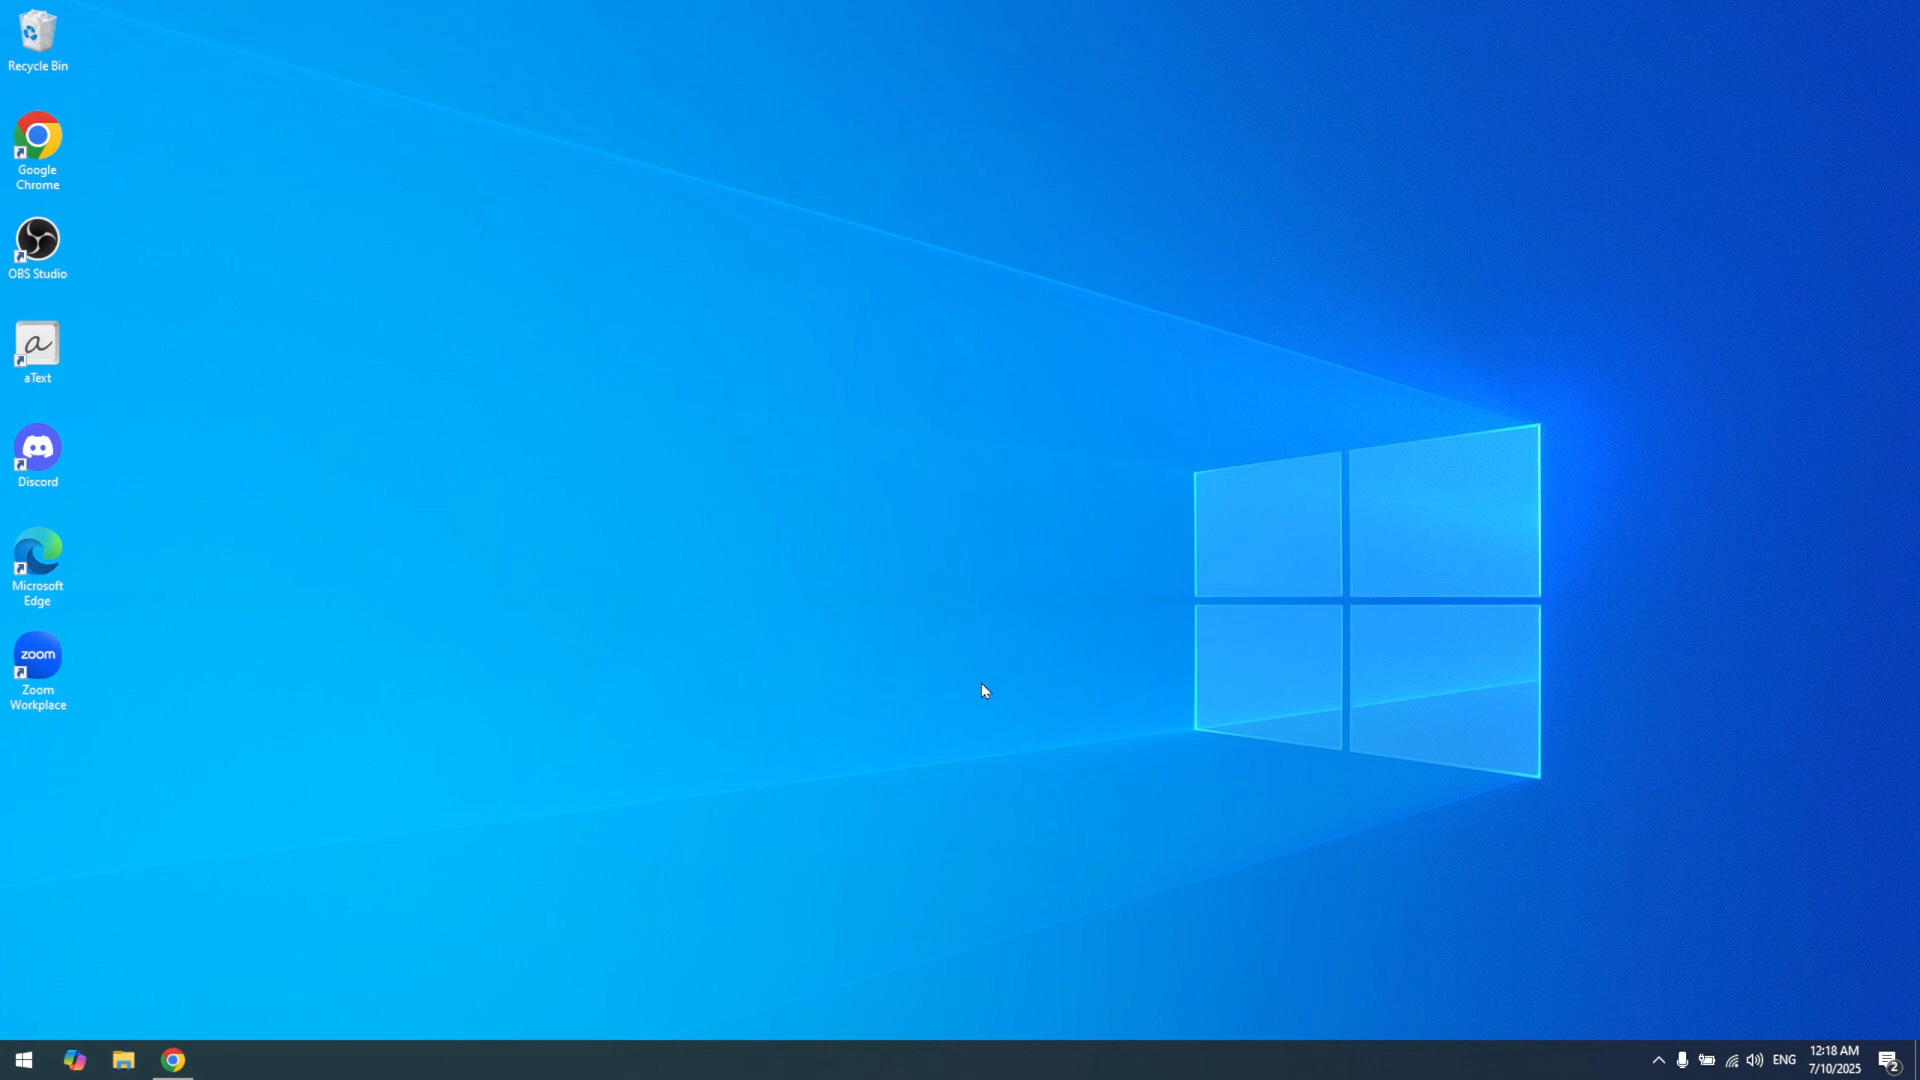 Recycle Bin
Google
Chrome
OBS Studio
a
aText
Discord
Microsoft
Edge
zoom
Zoom
Workplace
ENG
12:18 AM
7/10/2025
2